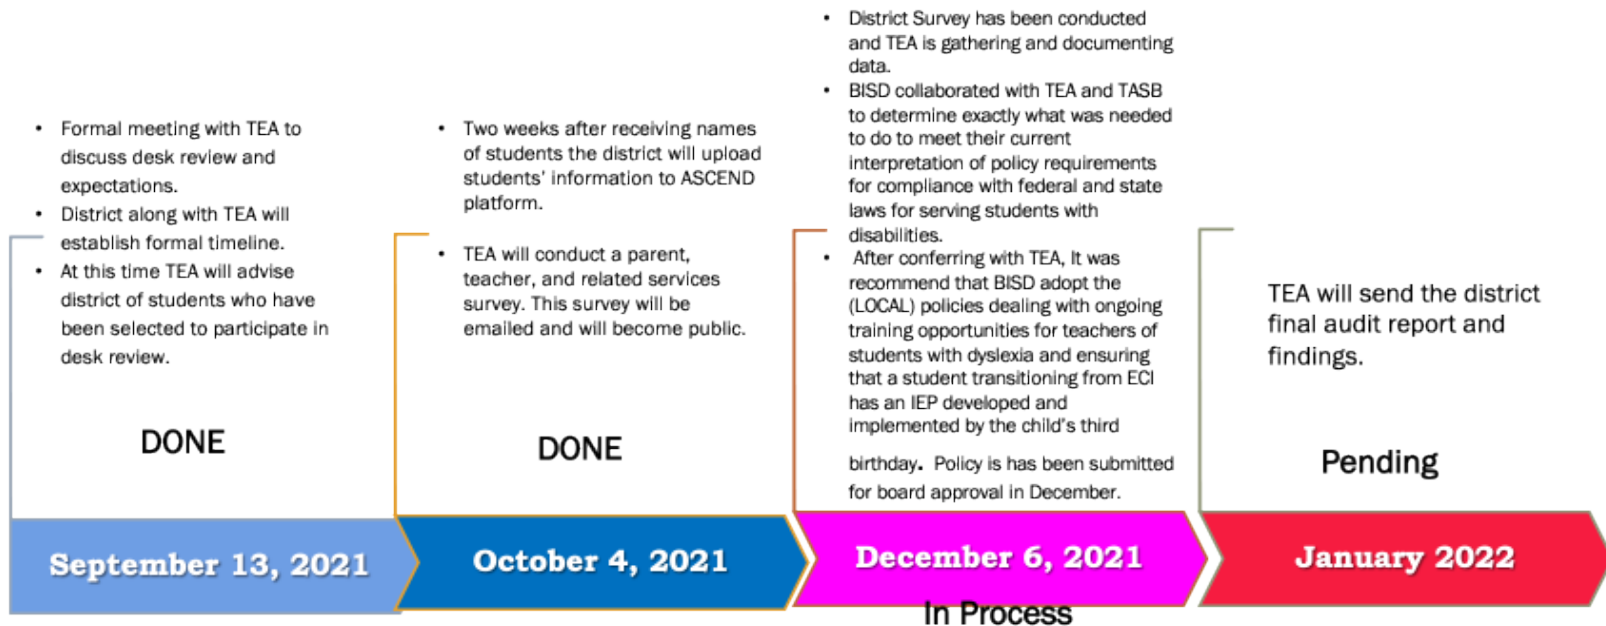 • Formal meeting with TEA to
discuss desk review and
expectations.
• District along with TEA will
establish formal timeline.
• At this time TEA will advise
district of students who have
been selected to participate in
desk review.
DONE
September 13, 2021
• Two weeks after receiving names
of students the district will upload
students' information to ASCEND
platform.
• TEA will conduct a parent,
teacher, and related services
survey. This survey will be
emailed and will become public.
DONE
October 4, 2021
• District Survey has been conducted
and TEA is gathering and documenting
data.
• BISD collaborated with TEA and TASB
to determine exactly what was needed
to do to meet their current
interpretation of policy requirements
for compliance with federal and state
laws for serving students with
disabilities.
• After conferring with TEA, It was
recommend that BISD adopt the
(LOCAL) policies dealing with ongoing
training opportunities for teachers of
students with dyslexia and ensuring
that a student transitioning from ECI
has an IEP developed and
implemented by the child's third
birthday. Policy is has been submitted
for board approval in December.
December 6, 2021
In Process
TEA will send the district
final audit report and
findings.
Pending
January 2022